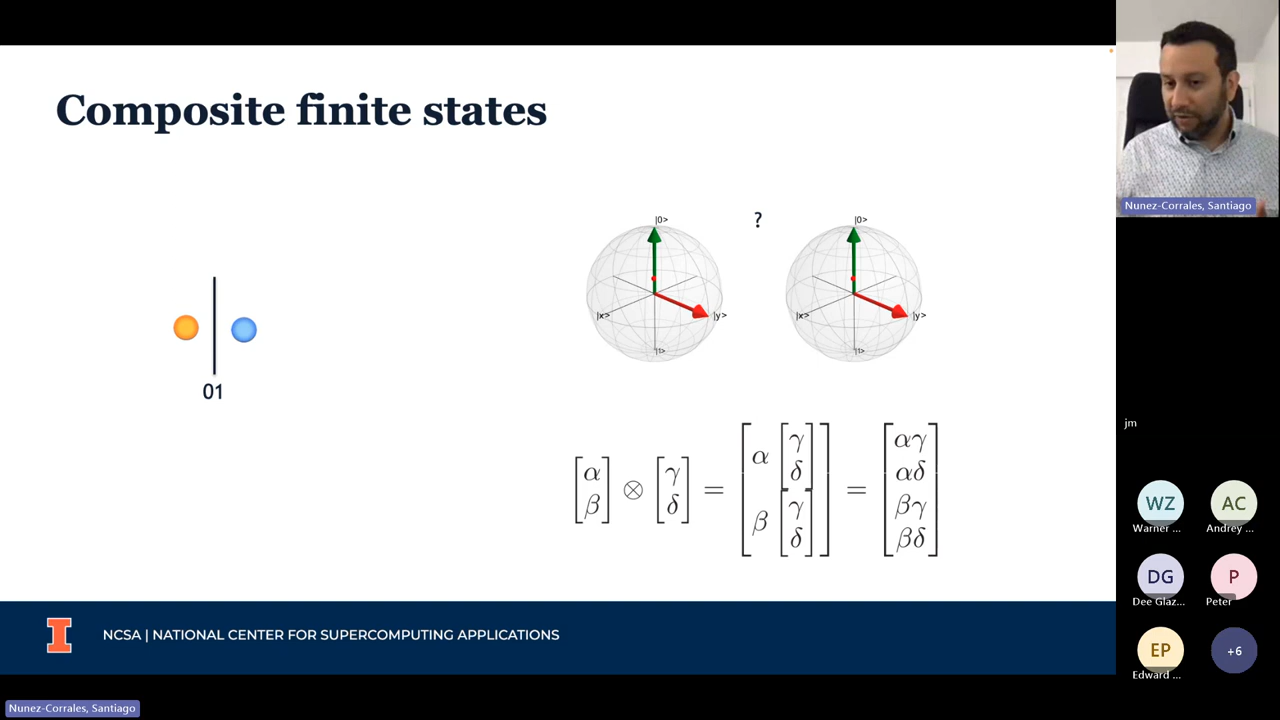 Composite finite states
?
|0>
|0>
|x>
|y>
|x>
|y>
|1>
|1>
01
[α β] ⊗ [γ δ] = [α [γ δ] β [γ δ]] = [αγ αδ βγ βδ]
I
NCSA | NATIONAL CENTER FOR SUPERCOMPUTING APPLICATIONS
Nunez-Corrales, Santiago
jm
WZ
AC
Warner ...
Andrey ...
DG
P
Dee Glaz...
Peter
EP
+6
Edward ...
Nunez-Corrales, Santiago